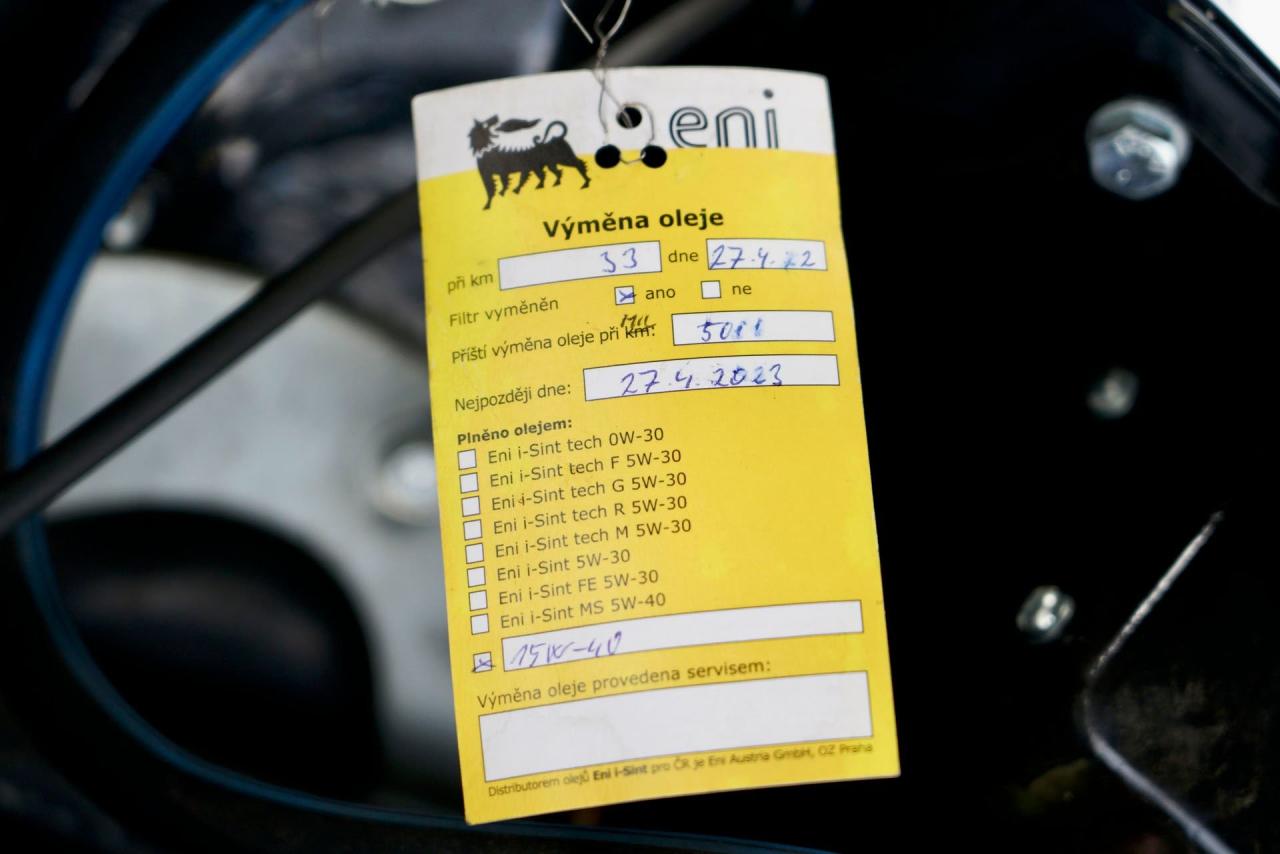 eni
Výměna oleje
při km 33 dne 27.4.22
Filtr vyměněn ano ne
Příští výměna oleje při km:
Nejpozději dne: 27.4.2023
Plněno olejem:
Eni i-Sint tech 0W-30
Eni i-Sint tech F 5W-30
Eni i-Sint tech G 5W-30
Eni i-Sint tech R 5W-30
Eni i-Sint tech M 5W-30
Eni i-Sint 5W-30
Eni i-Sint FE 5W-30
Eni i-Sint MS 5W-40
15W-40
Výměna oleje provedena servisem:
Distributorem olejů Eni i-Sint pro ČR je Eni Austria GmbH, OZ Praha